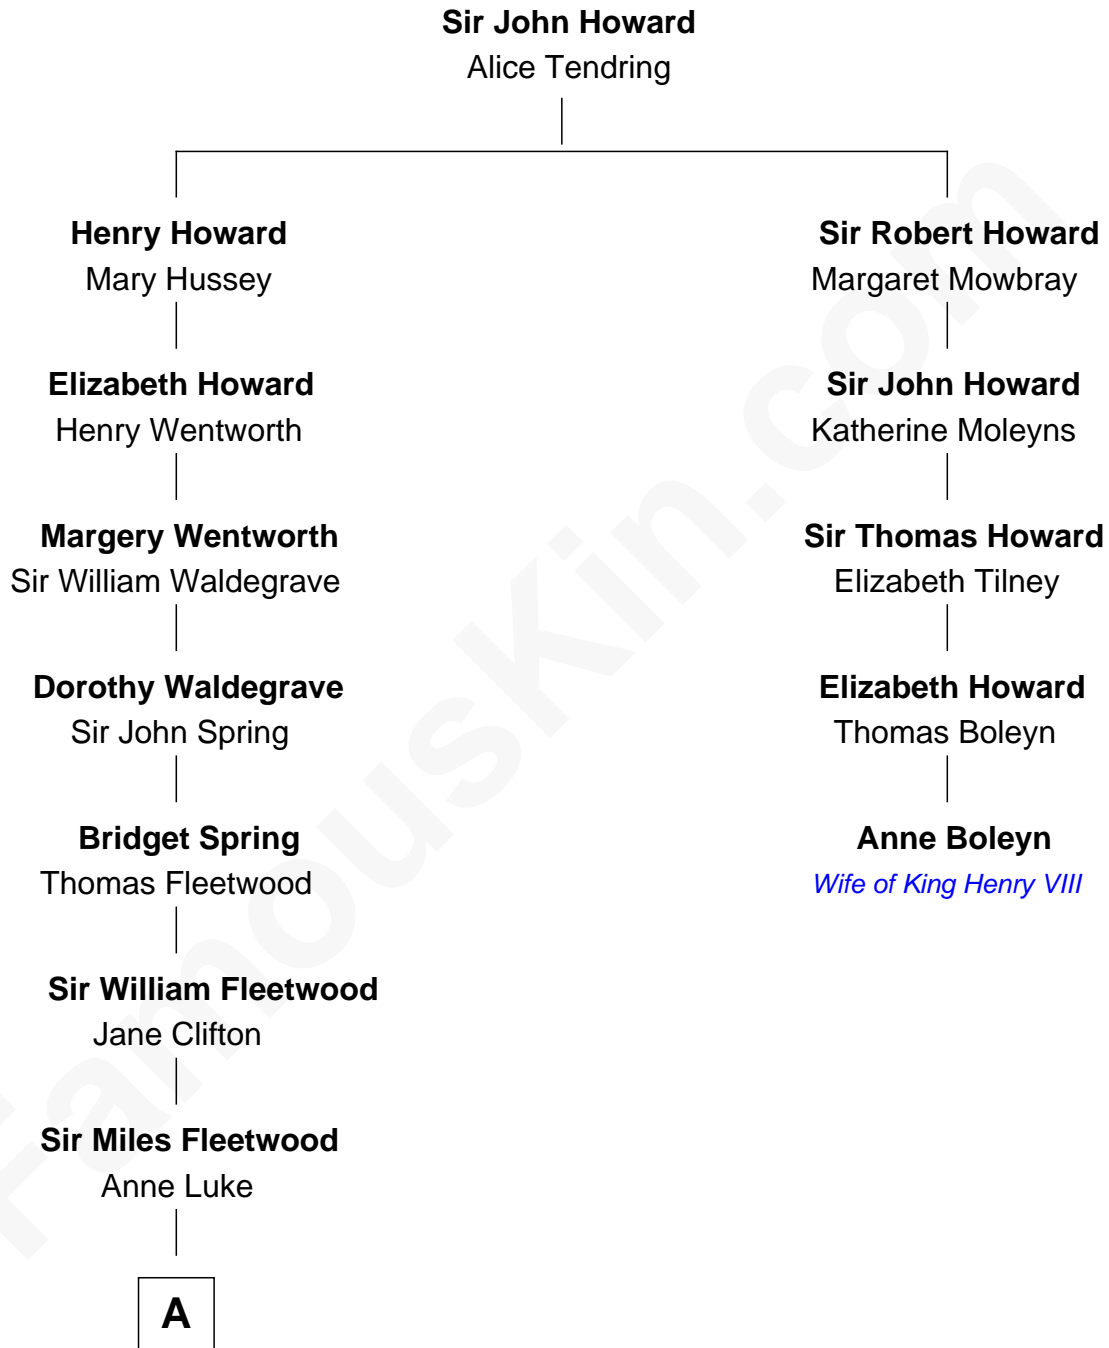 Sir John Howard
Alice Tendring
Henry Howard
Mary Hussey
Sir Robert Howard
Margaret Mowbray
Elizabeth Howard
Henry Wentworth
Sir John Howard
Katherine Moleyns
Margery Wentworth
Sir William Waldegrave
Sir Thomas Howard
Elizabeth Tilney
Dorothy Waldegrave
Sir John Spring
Elizabeth Howard
Thomas Boleyn
Bridget Spring
Thomas Fleetwood
Anne Boleyn
Wife of King Henry VIII
Sir William Fleetwood
Jane Clifton
Sir Miles Fleetwood
Anne Luke
A
FamousKin.com